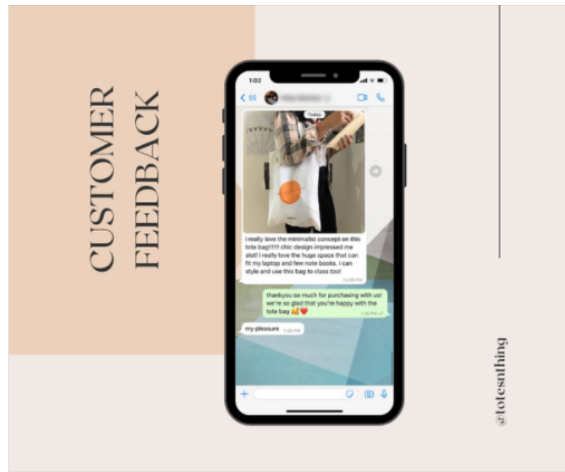 CUSTOMER
FEEDBACK
1:03
55
Today
i really love the minimalist concept on this
tote bag!!!!! chic design impressed me
alot! i really love the huge space that can
fit my laptop and few note books. i can
style and use this bag to class too!
thankyou so much for purchasing with us!
we're so glad that you're happy with the
tote bag 🥰❤️
my pleasure
@totesnthing